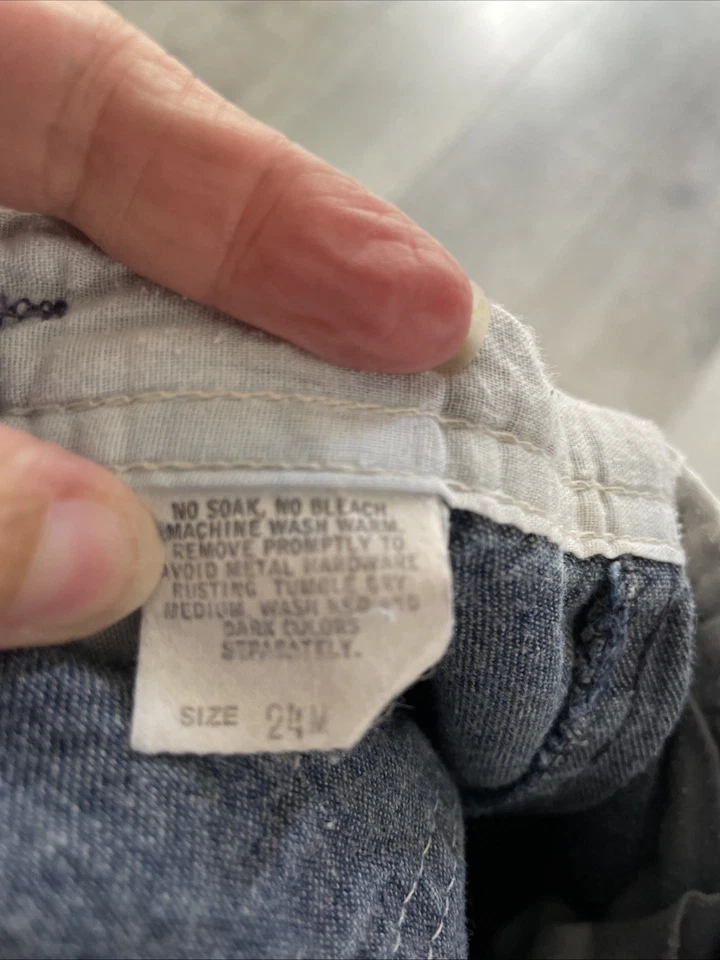 NO SOAK, NO BLEACH.
MACHINE WASH WARM.
REMOVE PROMPTLY TO
AVOID METAL HARDWARE
RUSTING. TUMBLE DRY
MEDIUM. WASH RED AND
DARK COLORS
SEPARATELY.
SIZE 24M